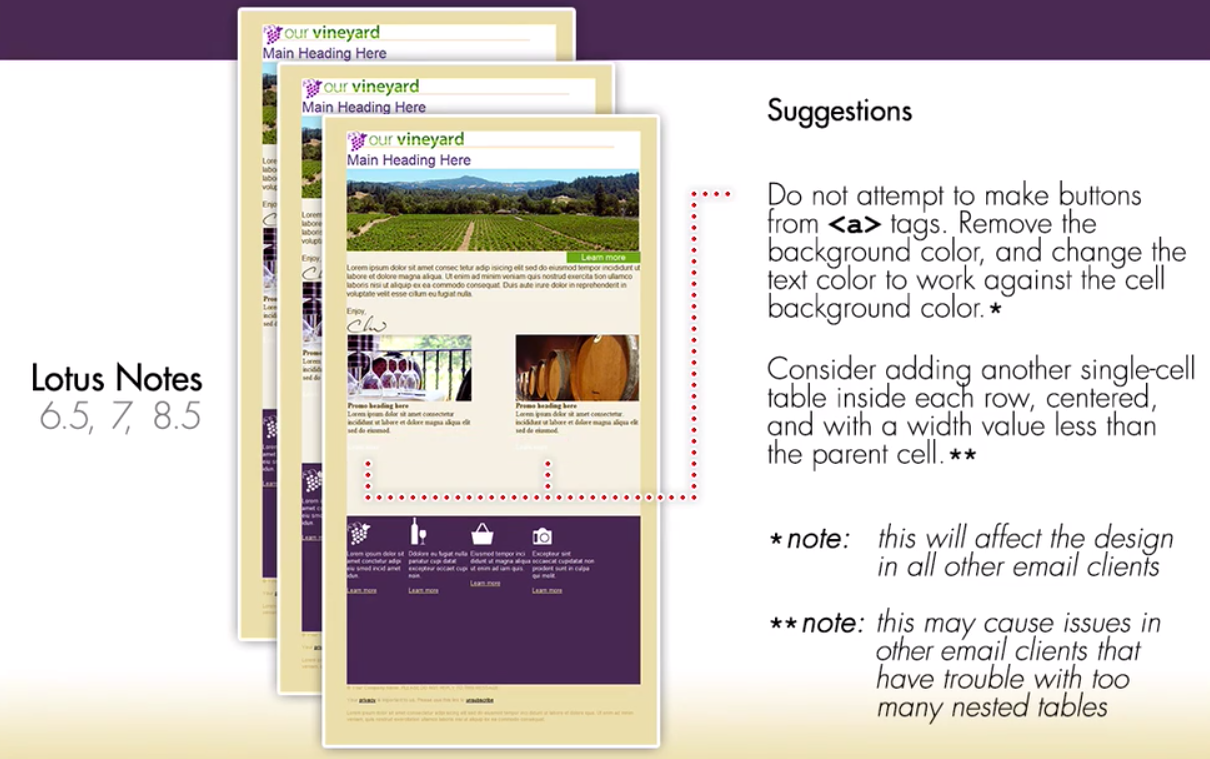 our vineyard
Main Heading Here
our vineyard
Main Heading Here
our vineyard
Main Heading Here
Learn more
Lorem ipsum dolor sit amet consec tetur adip isicing elit sed do eiusmod tempor incididunt ut
labore et dolore magna aliqua. Ut enim ad minim veniam quis nostrud exercita tion ullamco
laboris nisi ut aliquip ex ea commodo consequat. Duis aute irure dolor in reprehenderit in
voluptate velit esse cillum eu fugiat nulla.
Enjoy,
Promo heading here
Lorem ipsum dolor sit amet consectetur
incididunt ut labore et dolore magna aliqua elit
sed do eiusmod.
Promo heading here
Lorem ipsum dolor sit amet consectetur
incididunt ut labore et dolore magna aliqua elit
sed do eiusmod.
Lorem ipsum dolor sit
amet conctetur adipi
eiu smod incid amet
idun.
Learn more
Ddolore eu fugiat nulla
pariatur cupi datat
excepteur occaet cupi
non.
Learn more
Eiusmod tempor inci
didunt ut magna aliqua
ut enim ad am quis.
Learn more
Excepteur sint
occaecat cupidatat non
proident sunt in culpa
qui molit.
Learn more
privacy
unsubscribe
Lotus Notes
6.5, 7, 8.5
Suggestions
Do not attempt to make buttons
from <a> tags. Remove the
background color, and change the
text color to work against the cell
background color.*
Consider adding another single-cell
table inside each row, centered,
and with a width value less than
the parent cell.**
*note: this will affect the design
in all other email clients
**note: this may cause issues in
other email clients that
have trouble with too
many nested tables